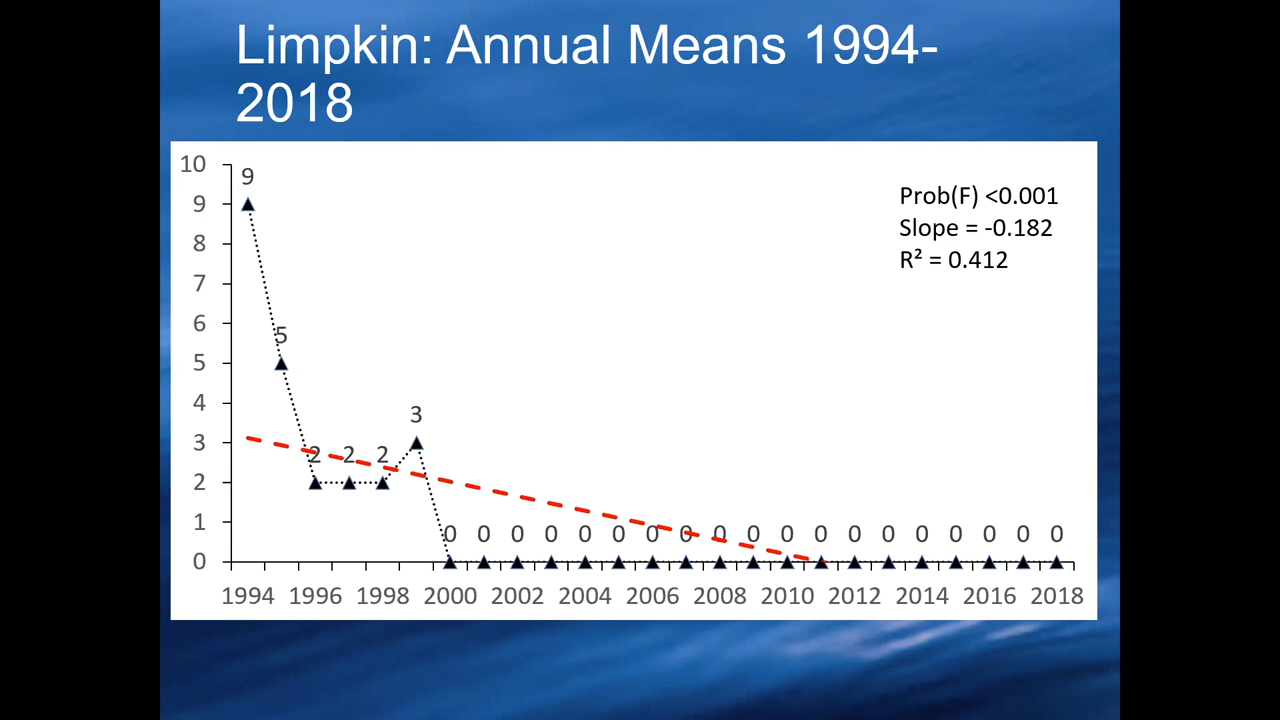 Limpkin: Annual Means 1994-
2018
Prob(F) <0.001
Slope = -0.182
R² = 0.412
10
9
8
7
6
5
4
3
2
1
0
9
5
2 2 2
3
0 0 0 0 0 0 0 0 0 0 0 0 0 0 0 0 0 0 0
1994 1996 1998 2000 2002 2004 2006 2008 2010 2012 2014 2016 2018